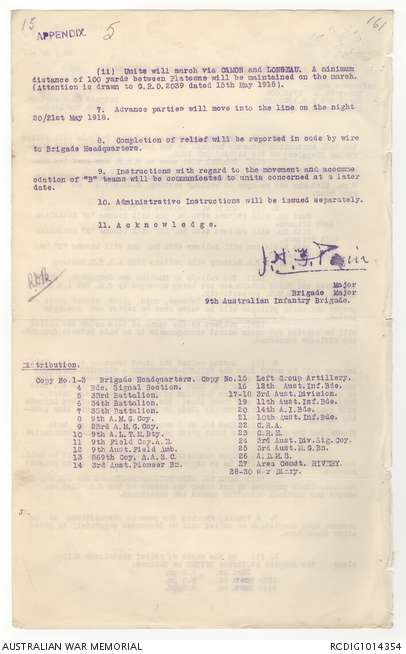 15
APPENDIX. 5
161
(11) Units will march via CAMON and LONGEAU. A minimum
distance of 100 yards between Platoons will be maintained on the march.
(Attention is drawn to G.R.O. 2039 dated 15th May 1918).
7. Advance parties will move into the line on the night
20/21st May 1918.
8. Completion of relief will be reported in code by wire
to Brigade Headquarters.
9. Instructions with regard to the movement and accomm
odation of "B" teams will be communicated to units concerned at a later
date.
10. Administrative Instructions will be issued separately.
11. A c k n o w l e d g e.
Major
Brigade Major
9th Australian Infantry Brigade.
Distribution.
Copy No.1-3 Brigade Headquarters. Copy No.15 Left Group Artillery.
4 Bde. Signal Section. 16 12th Aust.Inf.Bde.
5 33rd Battalion. 17-18 3rd Aust.Division.
6 34th Battalion. 19 11th Aust.Inf.Bde.
7 35th Battalion. 20 14th A.I.Bde.
8 9th A.M.G Coy. 21 10th Aust.Inf.Bde.
9 23rd A.M.G Coy. 22 C.R.A.
10 9th A.L.T.M.Bty. 23 C.R.E.
11 9th Field Coy.A.E. 24 3rd Aust.Div.Sig.Coy.
12 9th Aust.Field Amb. 25 3rd Aust.M.G.Bn.
13 869th Coy. A.A.S.C. 26 A.D.M.S.
14 3rd Aust.Pioneer Bn. 27 Area Comdt. RIVERY.
28-30 War Diary.
AUSTRALIAN WAR MEMORIAL
RCDIG1014354